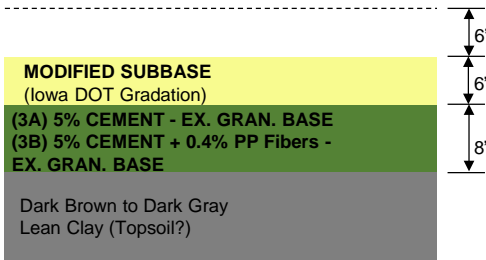 6"
MODIFIED SUBBASE
(Iowa DOT Gradation)
6"
(3A) 5% CEMENT - EX. GRAN. BASE
(3B) 5% CEMENT + 0.4% PP Fibers -
EX. GRAN. BASE
8"
Dark Brown to Dark Gray
Lean Clay (Topsoil?)